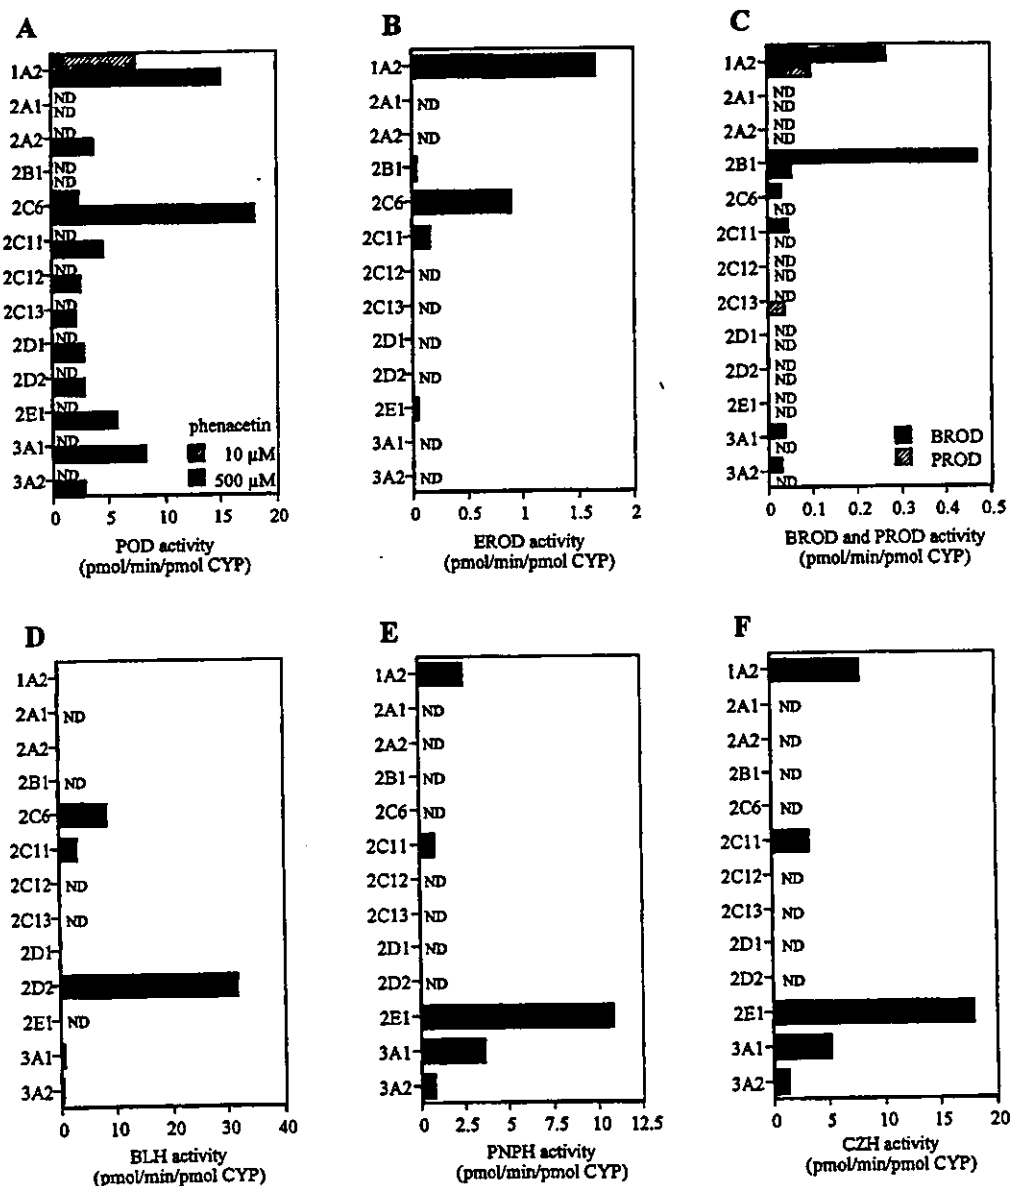 A
1A2
2A1
ND
ND
2A2
ND
2B1
ND
ND
2C6
2C11
ND
2C12
ND
2C13
ND
2D1
ND
2D2
ND
2E1
ND
3A1
ND
3A2
ND
phenacetin
10 μM
500 μM
0 5 10 15 20
POD activity
(pmol/min/pmol CYP)
B
1A2
2A1 ND
2A2 ND
2B1
2C6
2C11
2C12 ND
2C13 ND
2D1 ND
2D2 ND
2E1
3A1 ND
3A2 ND
0 0.5 1 1.5 2
EROD activity
(pmol/min/pmol CYP)
C
1A2
2A1
ND
ND
2A2
ND
ND
2B1
2C6
ND
2C11
ND
2C12
ND
ND
2C13
ND
2D1
ND
ND
2D2
ND
ND
2E1
ND
ND
3A1
ND
3A2
ND
BROD
PROD
0 0.1 0.2 0.3 0.4 0.5
BROD and PROD activity
(pmol/min/pmol CYP)
D
1A2
2A1 ND
2A2
2B1 ND
2C6
2C11
2C12 ND
2C13 ND
2D1
2D2
2E1 ND
3A1
3A2
0 10 20 30 40
BLH activity
(pmol/min/pmol CYP)
E
1A2
2A1 ND
2A2 ND
2B1 ND
2C6 ND
2C11
2C12 ND
2C13 ND
2D1 ND
2D2 ND
2E1
3A1
3A2
0 2.5 5 7.5 10 12.5
PNPH activity
(pmol/min/pmol CYP)
F
1A2
2A1 ND
2A2 ND
2B1 ND
2C6 ND
2C11
2C12 ND
2C13 ND
2D1 ND
2D2 ND
2E1
3A1
3A2
0 5 10 15 20
CZH activity
(pmol/min/pmol CYP)